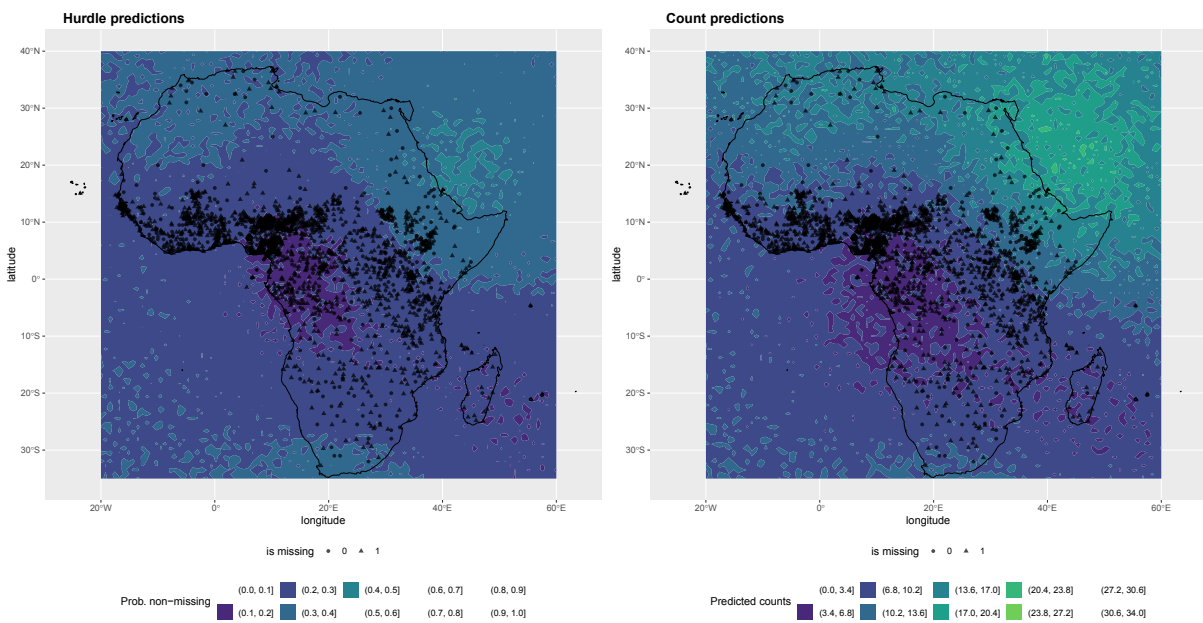 Hurdle predictions
40°N
30°N
20°N
10°N
0°
10°S
20°S
30°S
latitude
20°W 0° 20°E 40°E 60°E
longitude
is missing 0 1
Prob. non−missing
(0.0, 0.1] (0.2, 0.3] (0.4, 0.5] (0.6, 0.7] (0.8, 0.9]
(0.1, 0.2] (0.3, 0.4] (0.5, 0.6] (0.7, 0.8] (0.9, 1.0]
Count predictions
40°N
30°N
20°N
10°N
0°
10°S
20°S
30°S
latitude
20°W 0° 20°E 40°E 60°E
longitude
is missing 0 1
Predicted counts
(0.0, 3.4] (6.8, 10.2] (13.6, 17.0] (20.4, 23.8] (27.2, 30.6]
(3.4, 6.8] (10.2, 13.6] (17.0, 20.4] (23.8, 27.2] (30.6, 34.0]